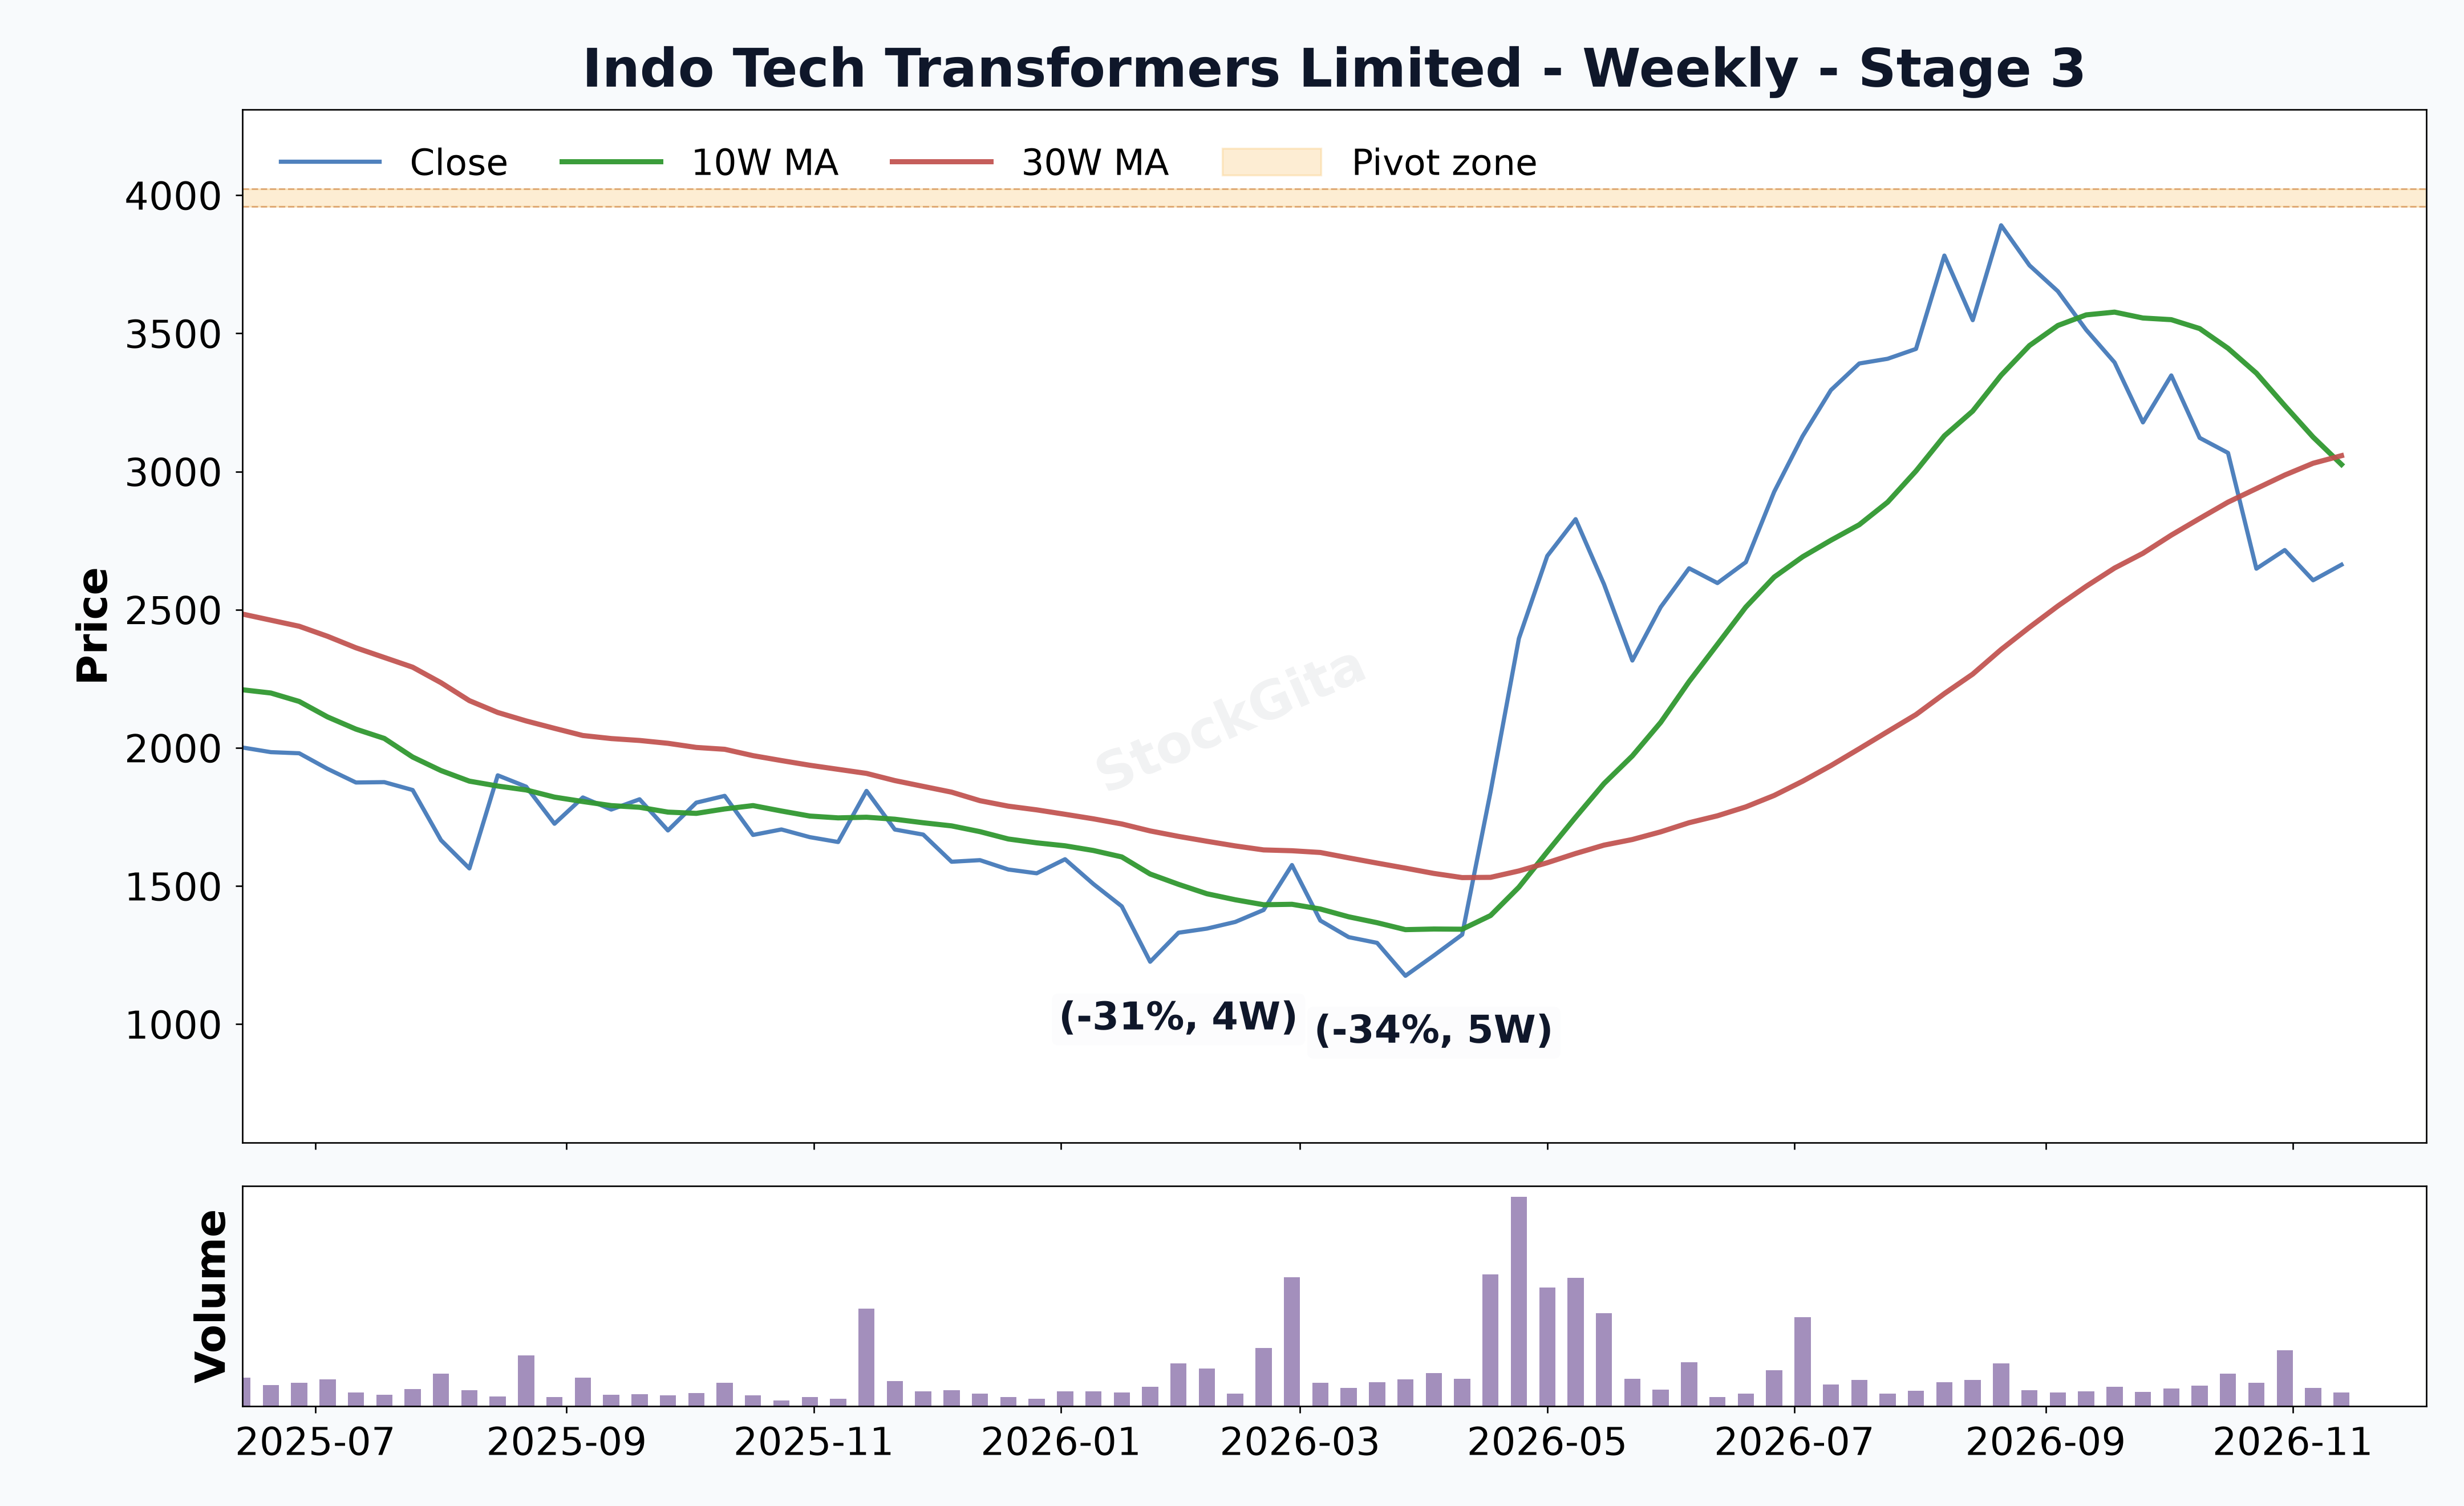 Indo Tech Transformers Limited - Weekly - Stage 3
Close 10W MA 30W MA Pivot zone
4000
3500
3000
2500
2000
1500
1000
Price
StockGita
(-31%, 4W)
(-34%, 5W)
Volume
2025-07 2025-09 2025-11 2026-01 2026-03 2026-05 2026-07 2026-09 2026-11